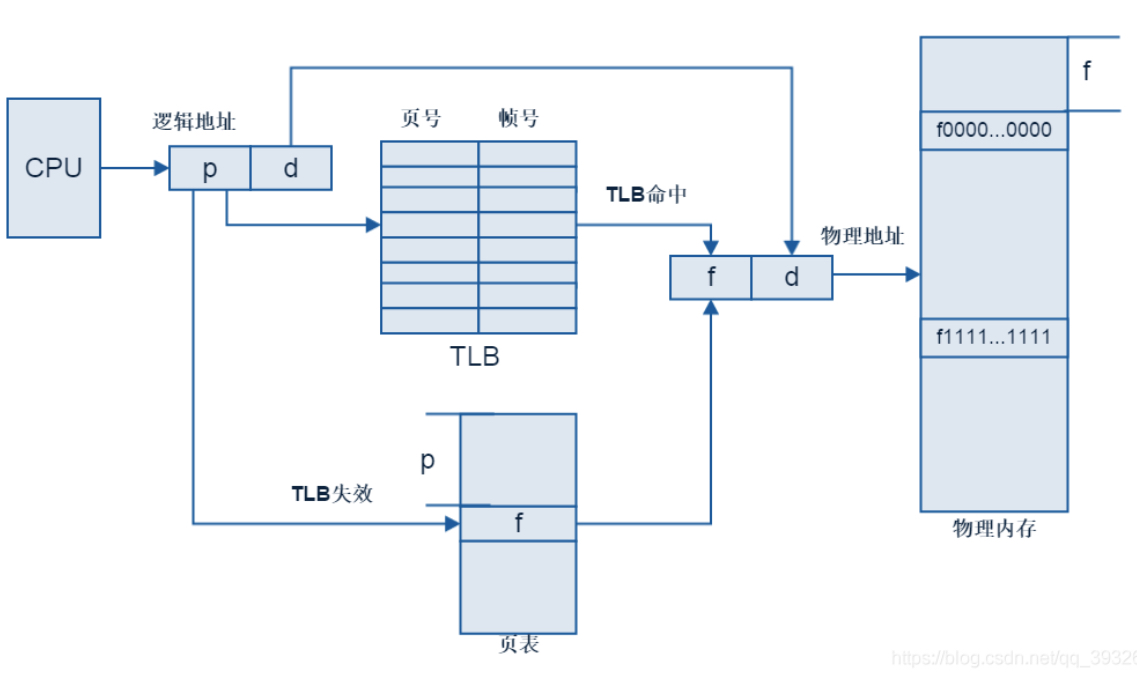 逻辑地址
CPU
p
d
页号
帧号
TLB
TLB命中
f
d
物理地址
f
f0000...0000
f1111...1111
物理内存
p
TLB失效
f
页表
https://blog.csdn.net/qq_39326